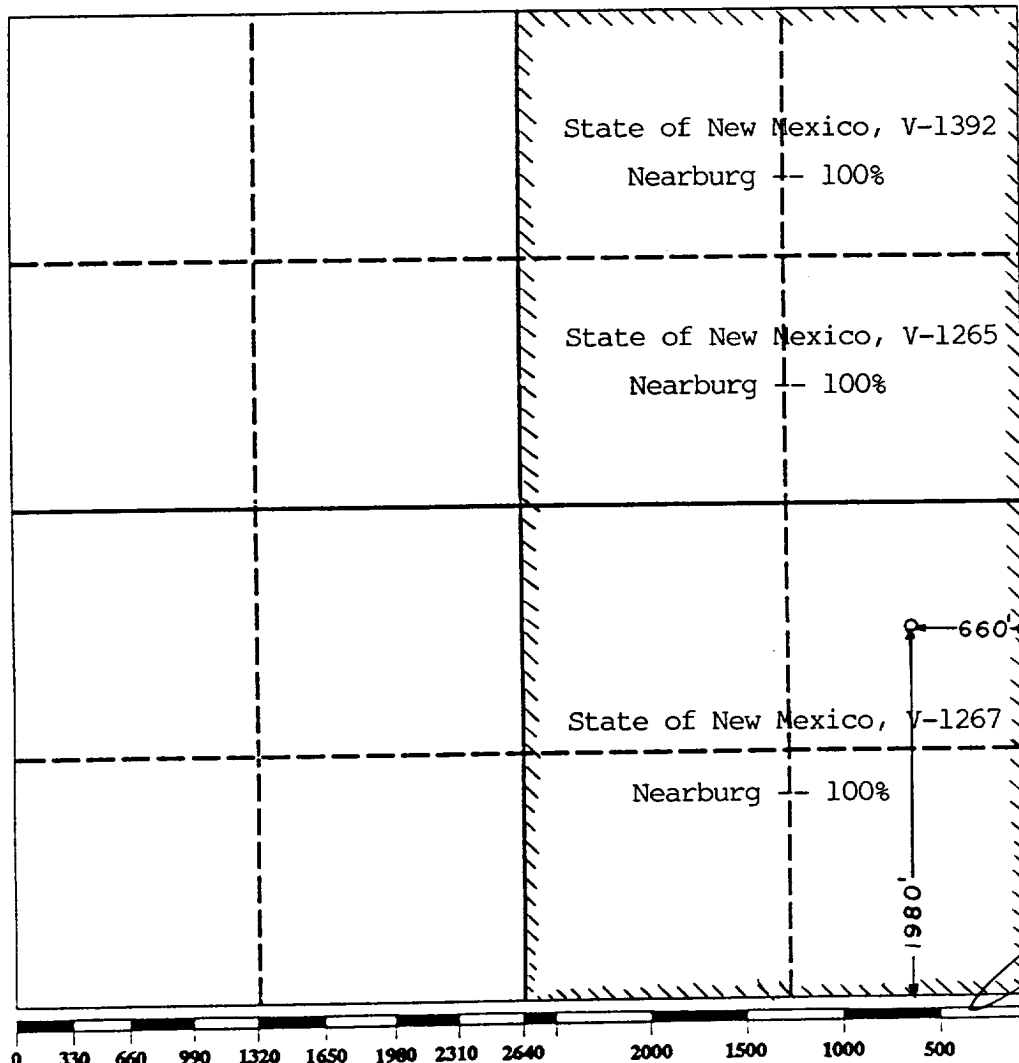 State of New Mexico, V-1392
Nearburg -- 100%
State of New Mexico, V-1265
Nearburg -- 100%
660'
State of New Mexico, V-1267
Nearburg -- 100%
1980'
0 330 660 990 1320 1650 1980 2310 2640 2000 1500 1000 500